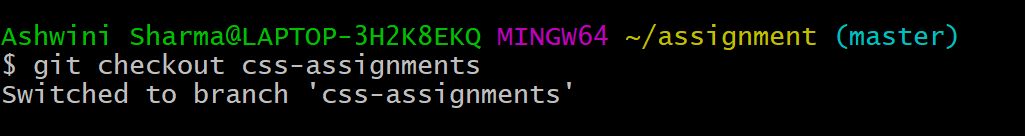 Ashwini Sharma@LAPTOP-3H2K8EKQ MINGW64 ~/assignment (master)
$ git checkout css-assignments
Switched to branch 'css-assignments'